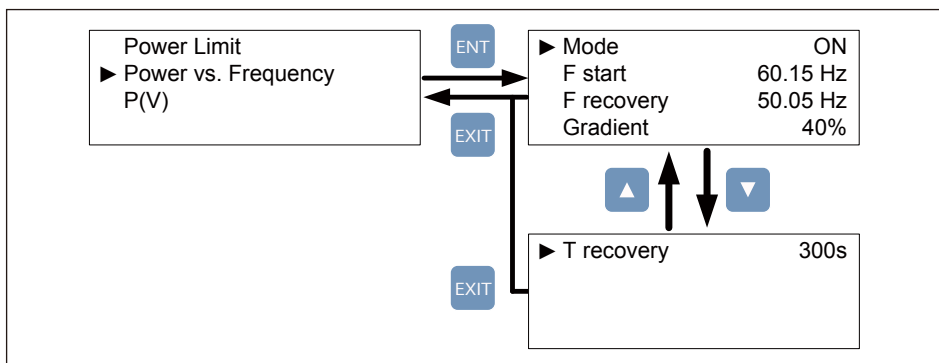 Power Limit
► Power vs. Frequency
P(V)
ENT
EXIT
► Mode ON
F start 60.15 Hz
F recovery 50.05 Hz
Gradient 40%
▲ ▼
► T recovery 300s
EXIT